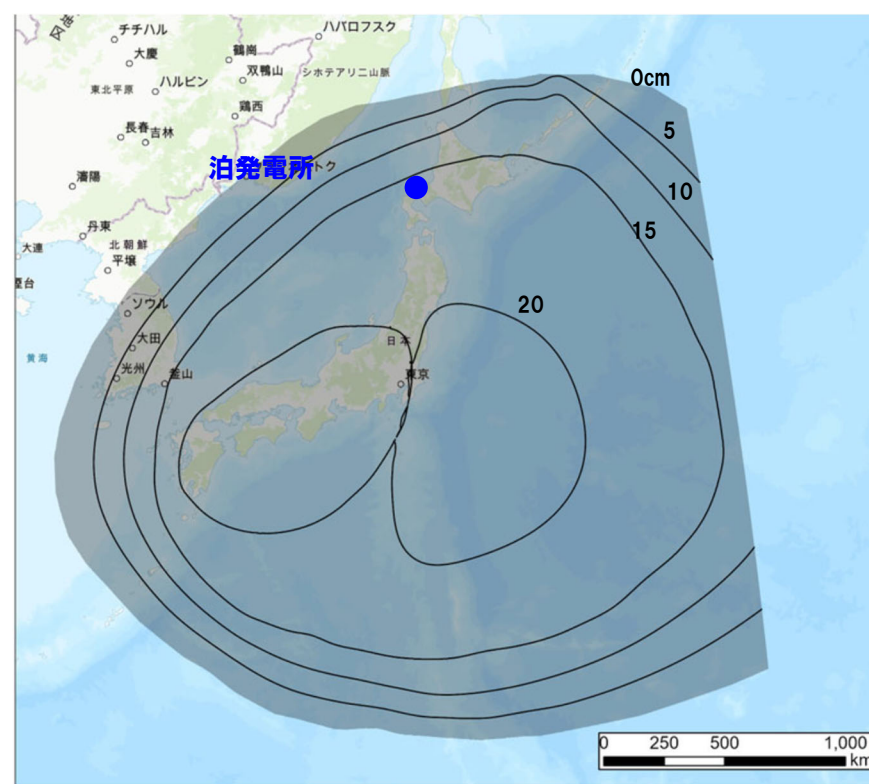 ハバロフスク
チチハル
大慶
鶴崗
双鴨山
シホテアリニ山脈
0cm
東北平原
ハルビン
鶏西
5
長春
吉林
泊発電所
トク
10
瀋陽
15
丹東
大連
北朝鮮
平壌
煙台
ソウル
20
大田
日本
黄海
光州
釜山
東京
0 250 500 1,000
km